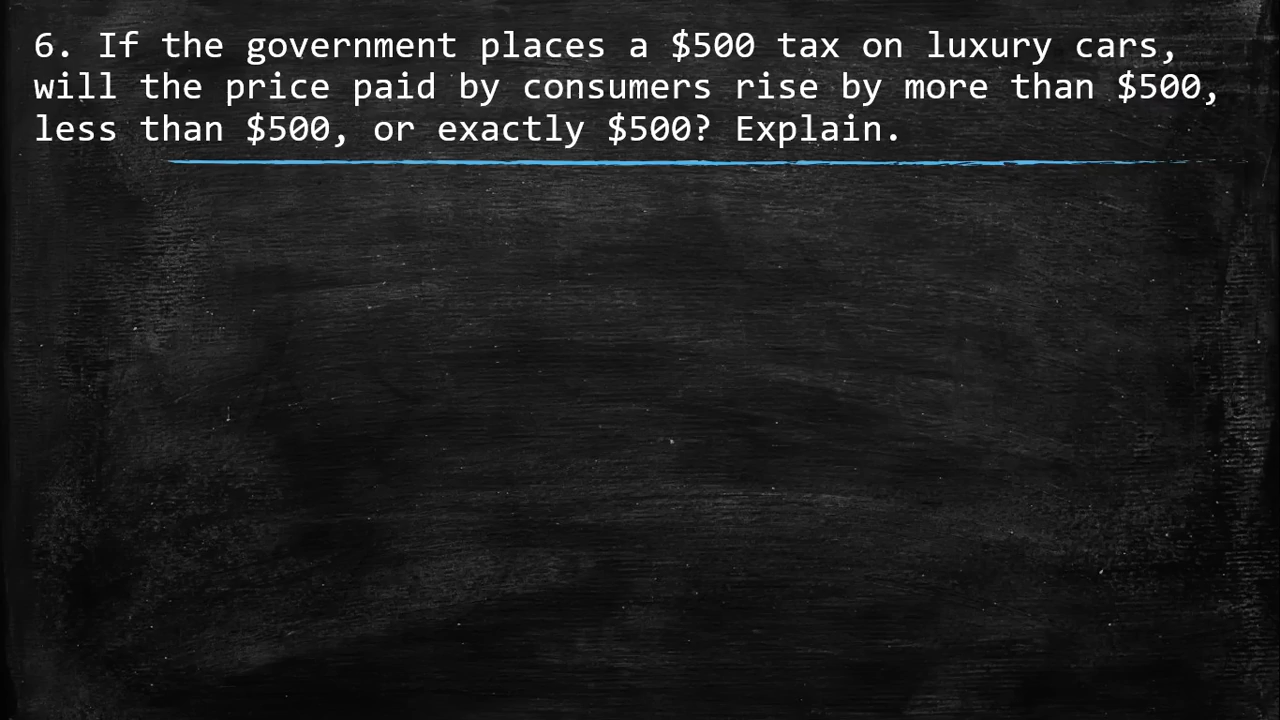 6. If the government places a $500 tax on luxury cars,
will the price paid by consumers rise by more than $500,
less than $500, or exactly $500? Explain.